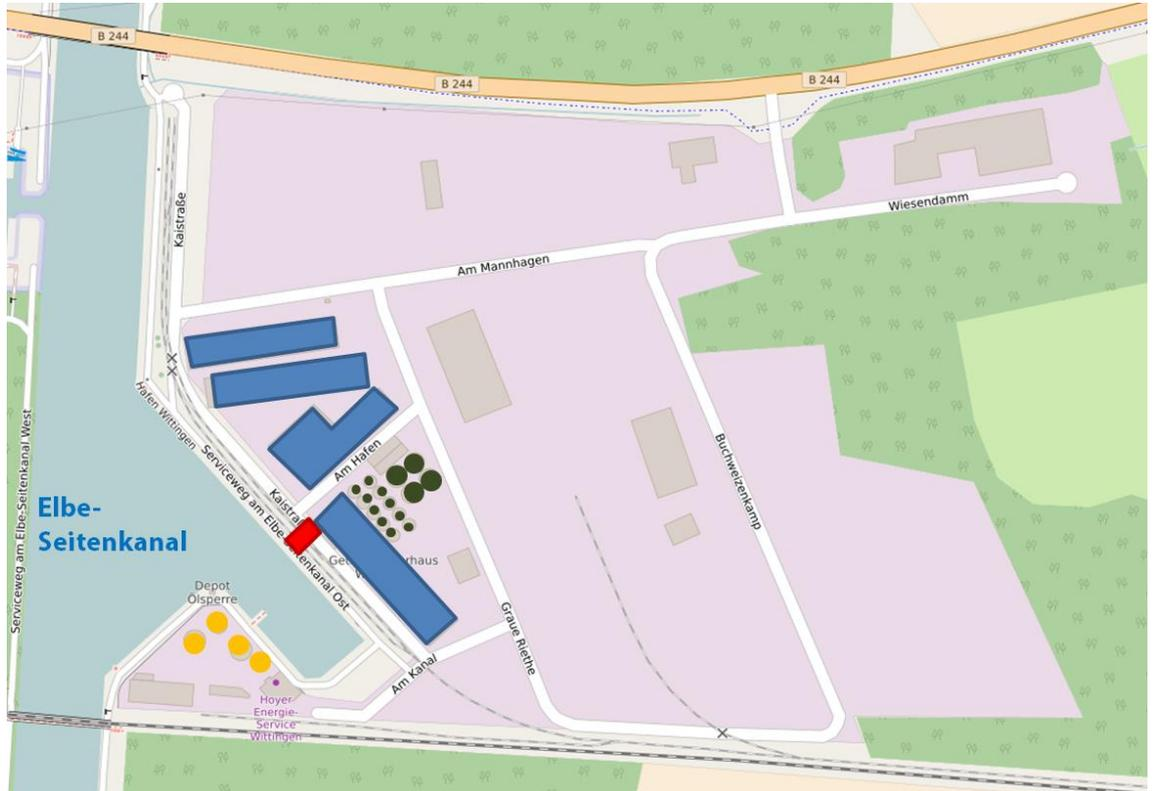 B 244
B 244
B 244
Kaistraße
Wiesendamm
Am Mannhagen
Hafen Wittingen
Serviceweg am Elbe-Seitenkanal West
Serviceweg am Elbe-Seitenkanal Ost
Am Hafen
Buchweizenkamp
Elbe-
Seitenkanal
Depot
Ölsperre
Graue Riethe
Am Kanal
Hoyer
Energie-
Service
Wittingen